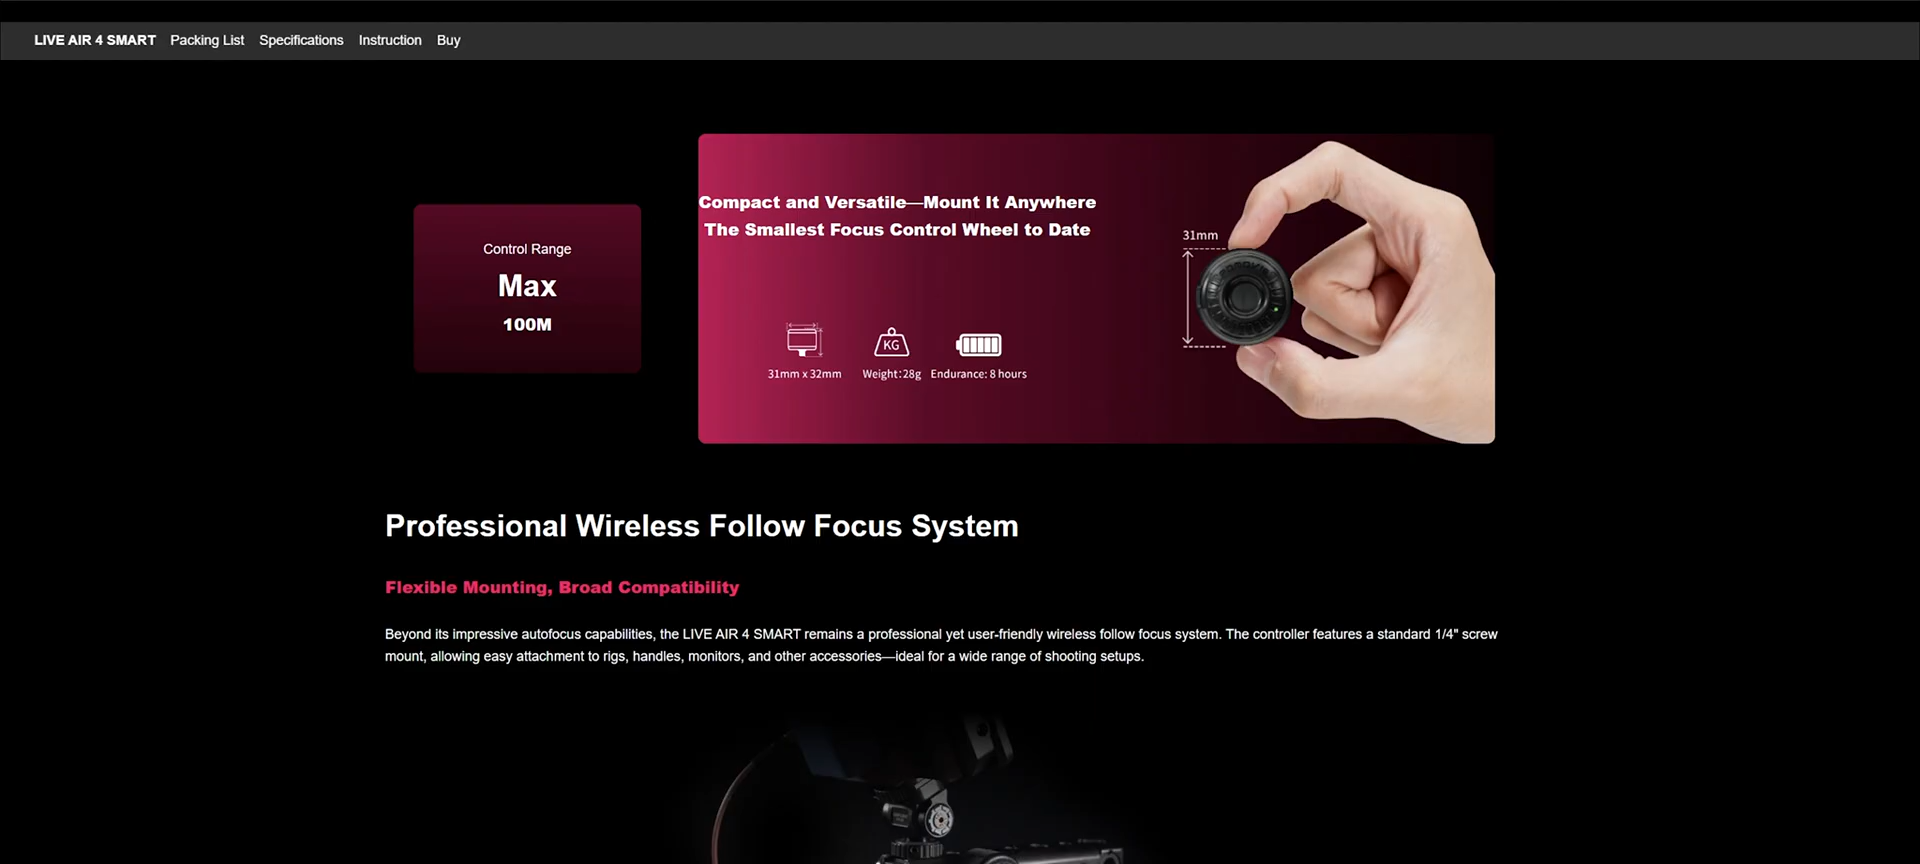 LIVE AIR 4 SMART Packing List Specifications Instruction Buy
Control Range
Max
100M
Compact and Versatile—Mount It Anywhere
The Smallest Focus Control Wheel to Date
31mm
KG
31mm x 32mm Weight:28g Endurance: 8 hours
Professional Wireless Follow Focus System
Flexible Mounting, Broad Compatibility
Beyond its impressive autofocus capabilities, the LIVE AIR 4 SMART remains a professional yet user-friendly wireless follow focus system. The controller features a standard 1/4" screw
mount, allowing easy attachment to rigs, handles, monitors, and other accessories—ideal for a wide range of shooting setups.